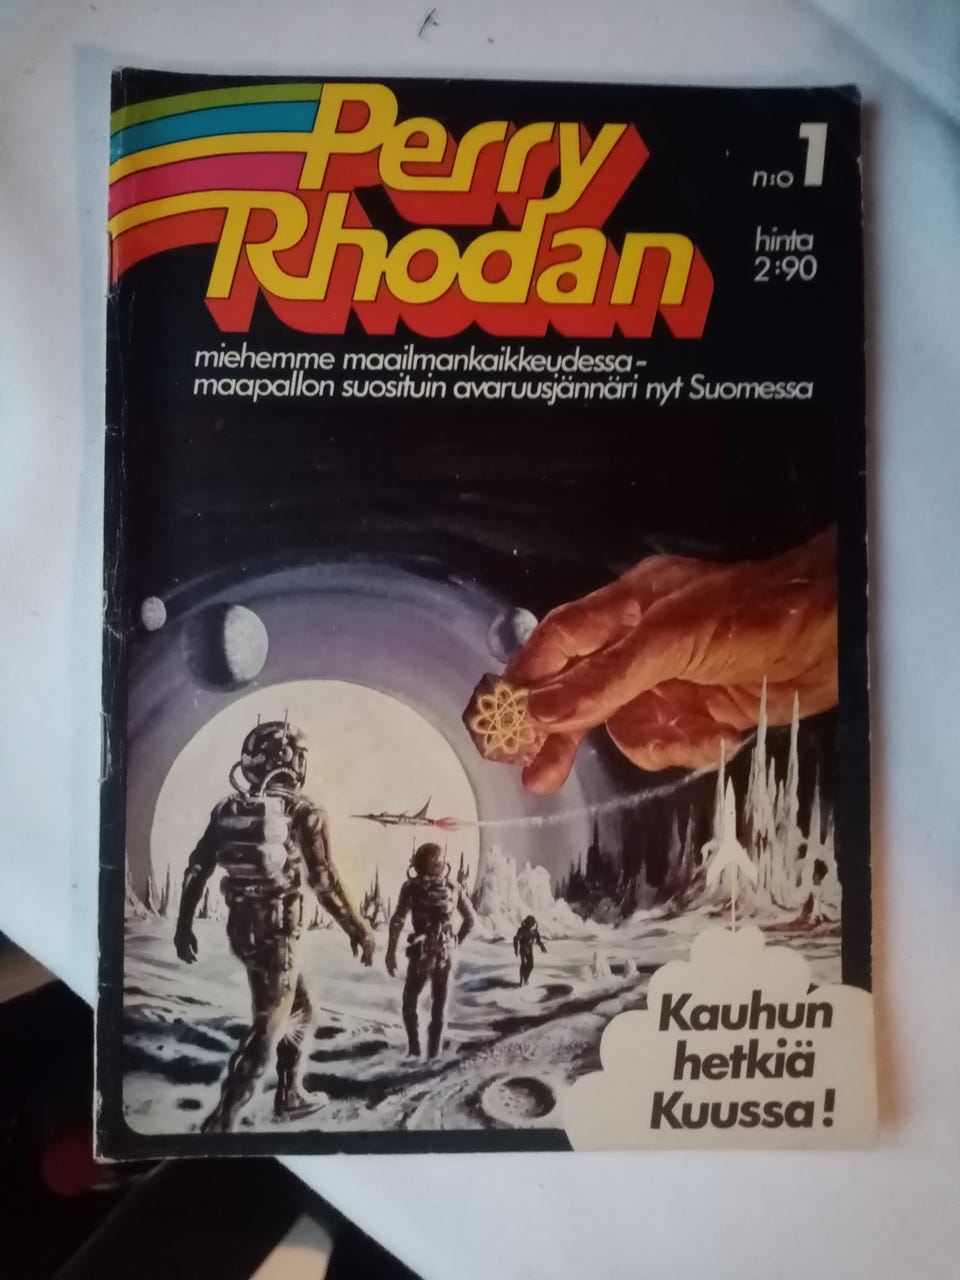 Perry
Rhodan
n:o 1
hinta
2:90
miehemme maailmankaikkeudessa-
maapallon suosituin avaruusjännäri nyt Suomessa
Kauhun
hetkiä
Kuussa!